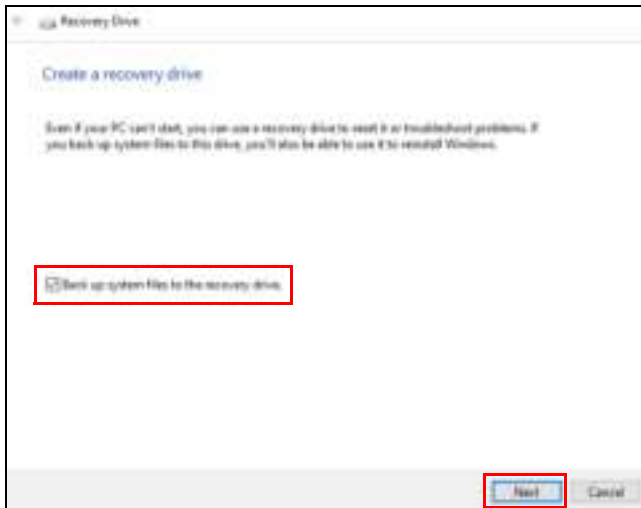 Recovery Drive
Create a recovery drive
Even if your PC can't start, you can use a recovery drive to reset it or troubleshoot problems. If
you back up system files to this drive, you'll also be able to use it to reinstall Windows.
Back up system files to the recovery drive.
Next
Cancel